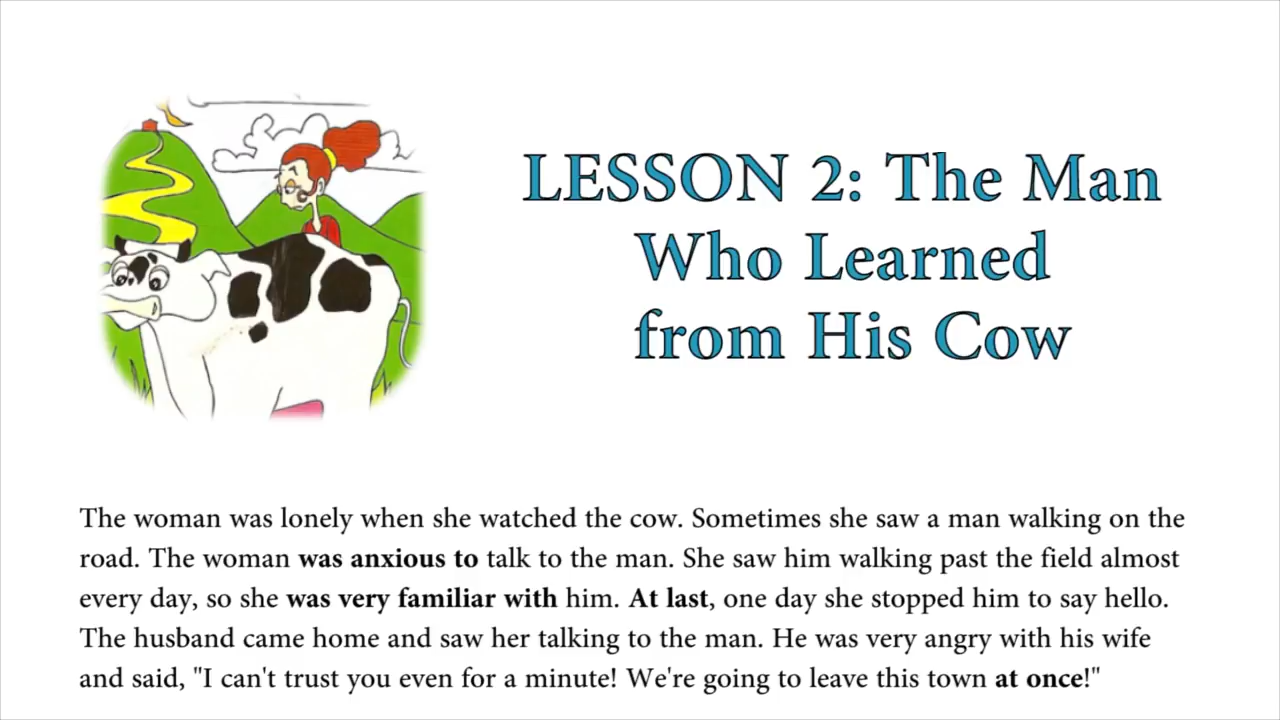 LESSON 2: The Man
Who Learned
from His Cow
The woman was lonely when she watched the cow. Sometimes she saw a man walking on the
road. The woman was anxious to talk to the man. She saw him walking past the field almost
every day, so she was very familiar with him. At last, one day she stopped him to say hello.
The husband came home and saw her talking to the man. He was very angry with his wife
and said, "I can't trust you even for a minute! We're going to leave this town at once!"